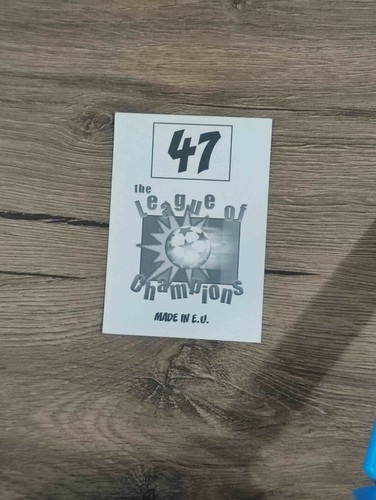 47
the
League of
Champions
MADE IN E.U.